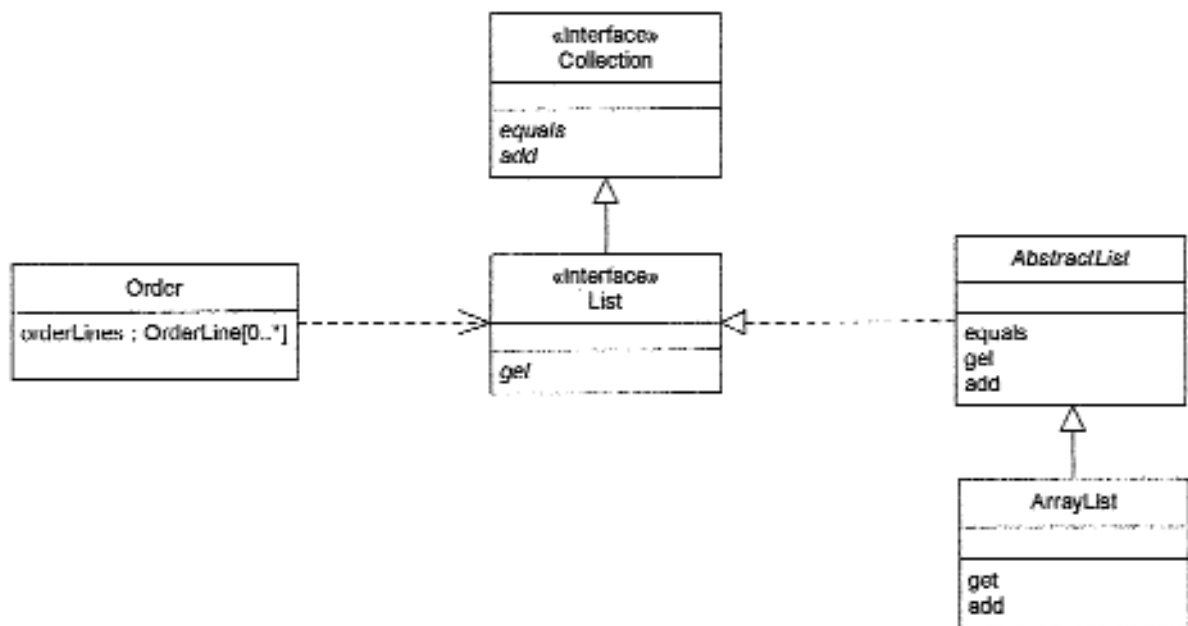 «interface»
Collection
equals
add
Order
orderLines : OrderLine[0..*]
«interface»
List
get
AbstractList
equals
get
add
ArrayList
get
add